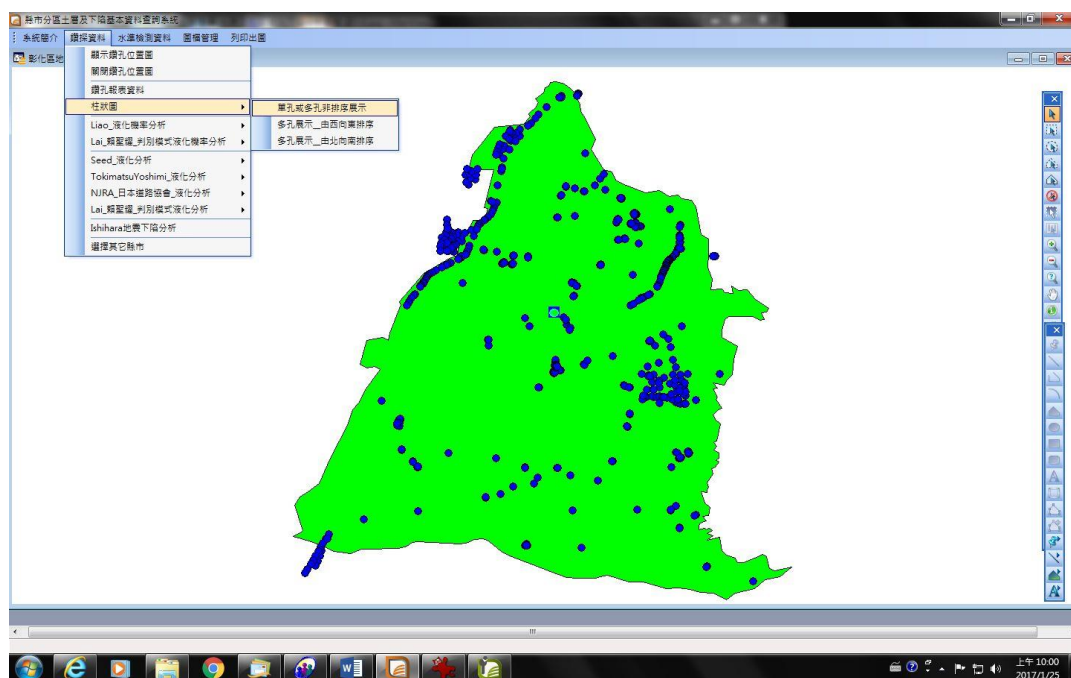 縣市分區土層及下陷基本資料查詢系統
系統簡介 鑽探資料 水準檢測資料 圖檔管理 列印出圖
彰化區地
顯示鑽孔位置圖
關閉鑽孔位置圖
鑽孔報表資料
柱狀圖
單孔或多孔非排序展示
多孔展示__由西向東排序
多孔展示__由北向南排序
Liao_液化機率分析
Lai_賴聖耀_判別模式液化機率分析
Seed_液化分析
TokimatsuYoshimi_液化分析
NJRA_日本道路協會_液化分析
Lai_賴聖耀_判別模式液化分析
Ishihara地震下陷分析
選擇其它縣市
上午 10:00
2017/1/25